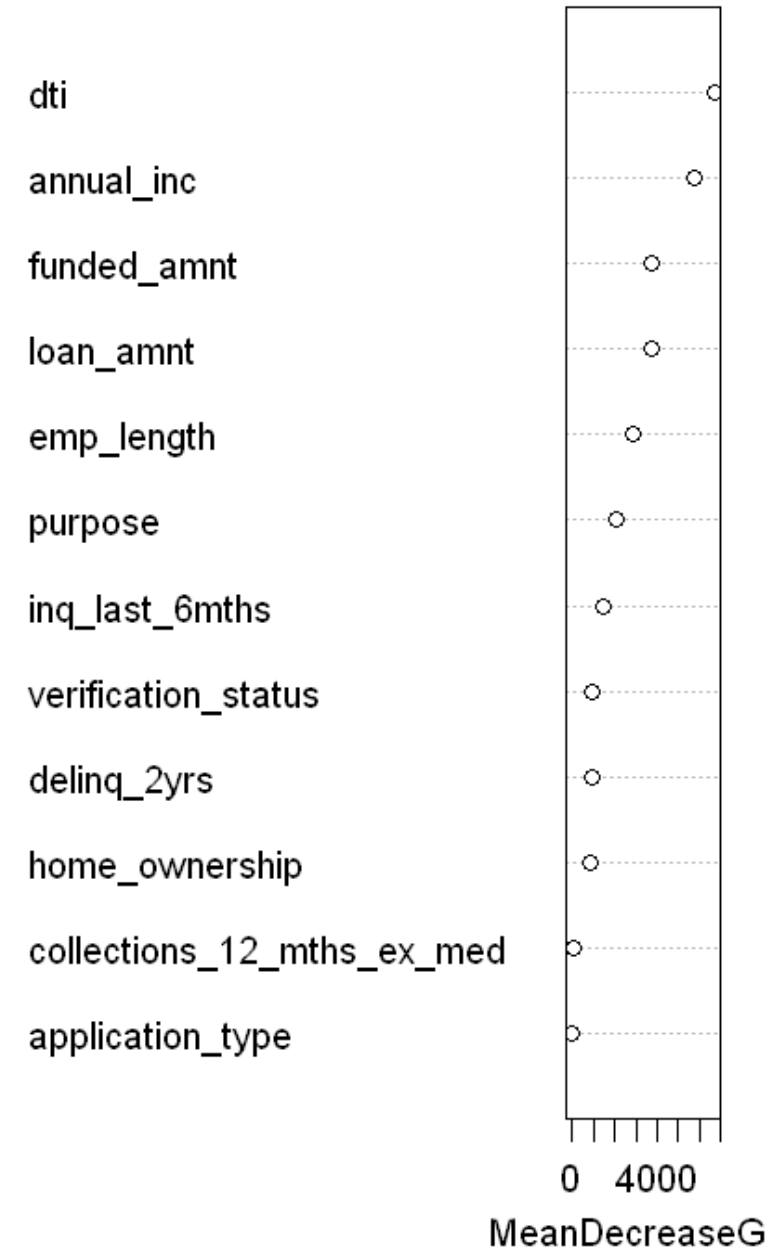 dti
annual_inc
funded_amnt
loan_amnt
emp_length
purpose
inq_last_6mths
verification_status
delinq_2yrs
home_ownership
collections_12_mths_ex_med
application_type
0 4000
MeanDecreaseG